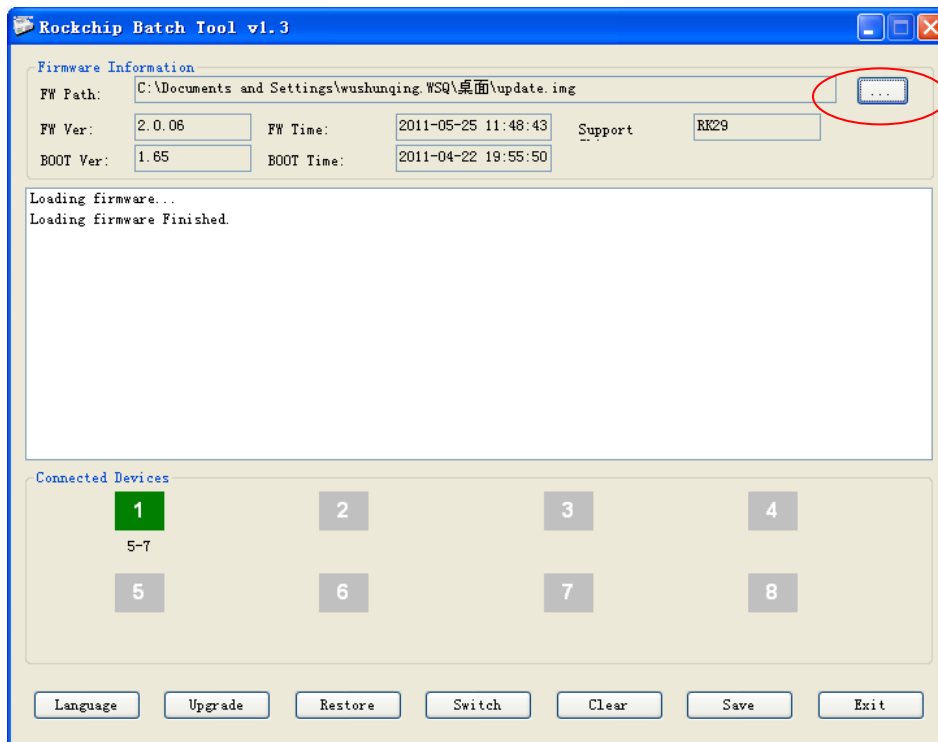 Rockchip Batch Tool v1.3
Firmware Information
FW Path: C:\Documents and Settings\wushunqing.WSQ\桌面\update.img ...
FW Ver: 2.0.06 FW Time: 2011-05-25 11:48:43 Support RK29
BOOT Ver: 1.65 BOOT Time: 2011-04-22 19:55:50
Loading firmware...
Loading firmware Finished.
Connected Devices
1 2 3 4
5-7
5 6 7 8
Language Upgrade Restore Switch Clear Save Exit